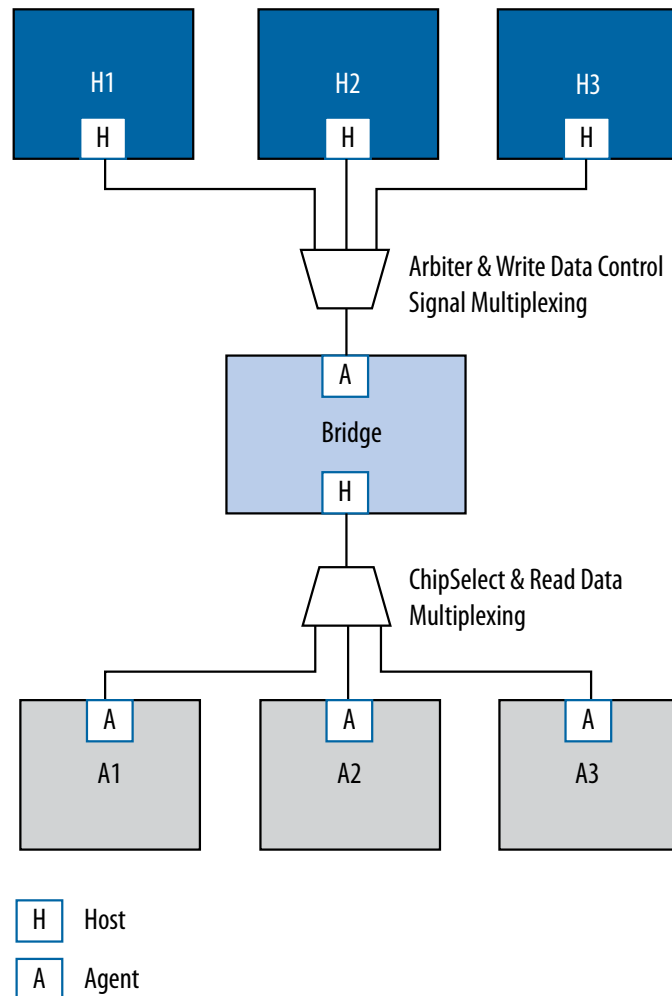 H1
H2
H3
H
H
H
Arbiter & Write Data Control
Signal Multiplexing
A
Bridge
H
ChipSelect & Read Data
Multiplexing
A
A
A
A1
A2
A3
H Host
A Agent